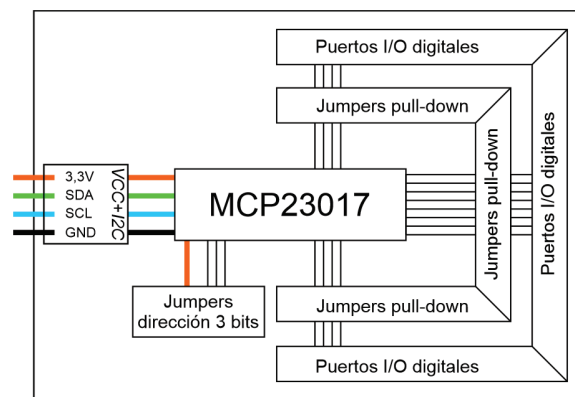 Puertos I/O digitales
Jumpers pull-down
3,3V
SDA
SCL
GND
VCC+I2C
MCP23017
Jumpers pull-down
Puertos I/O digitales
Jumpers
dirección 3 bits
Jumpers pull-down
Puertos I/O digitales